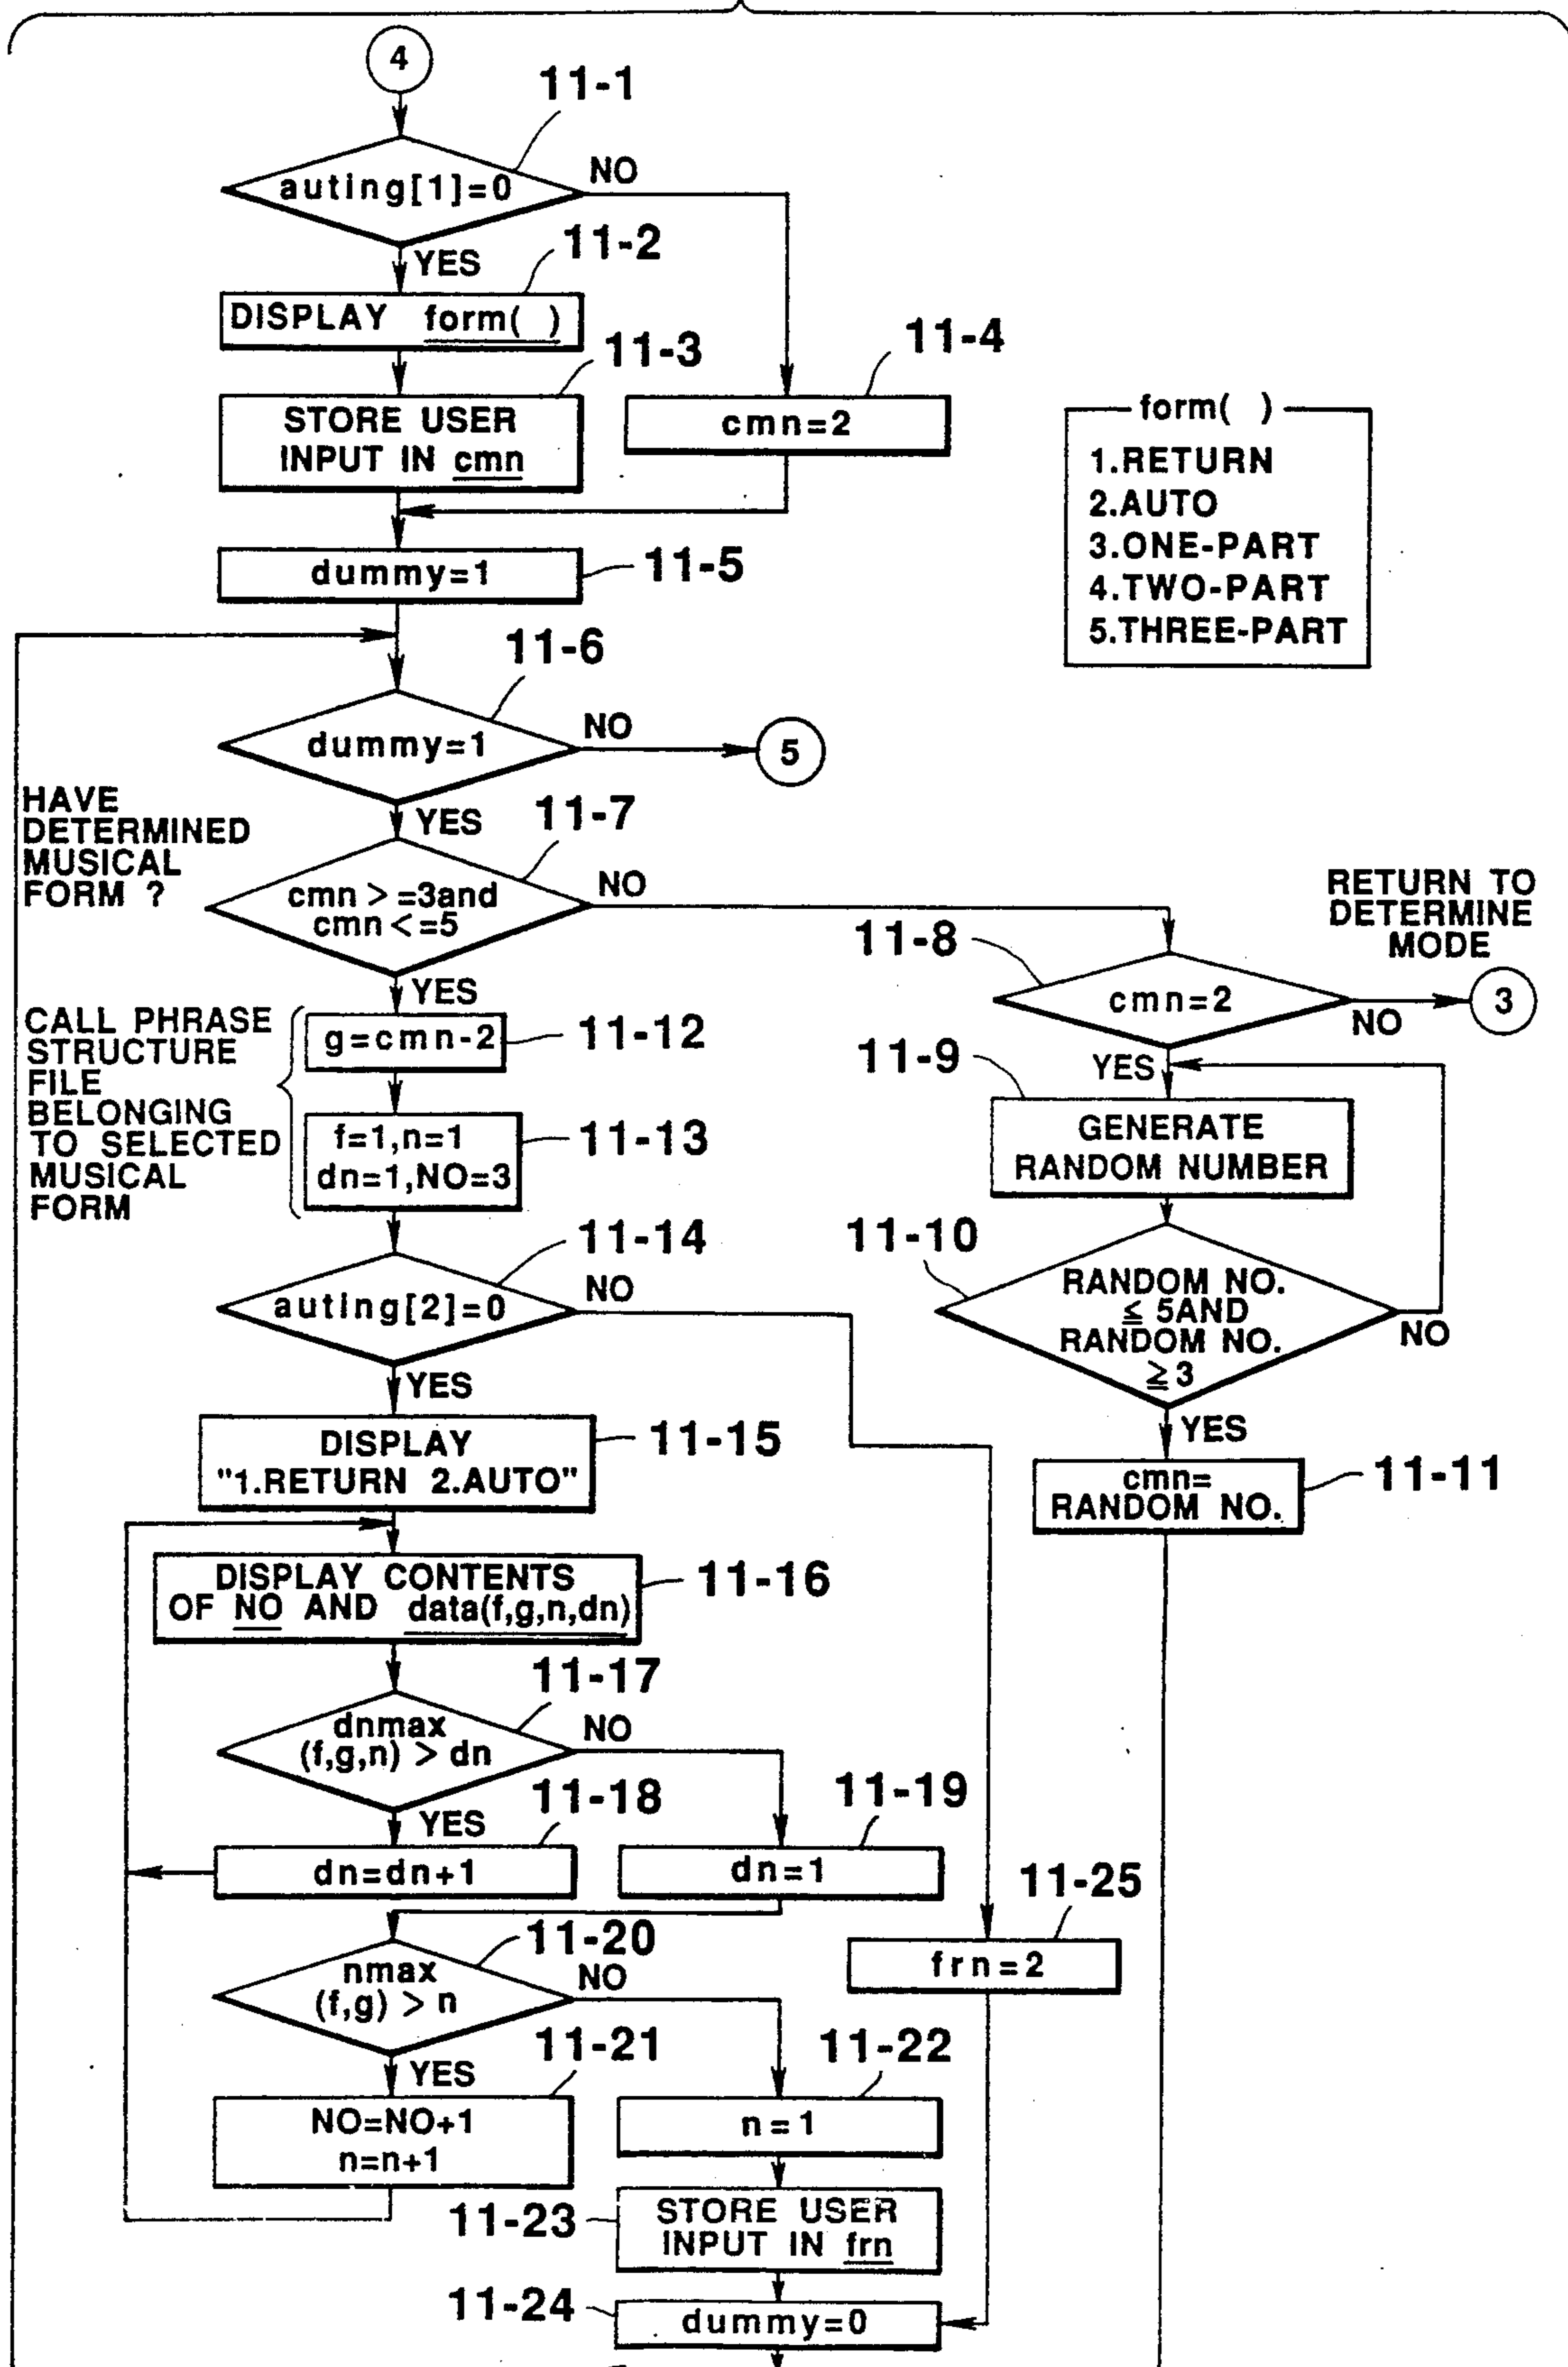 4
11-1
auting[1]=0
NO
YES
11-2
DISPLAY form( )
11-3
STORE USER
INPUT IN cmn
11-4
cmn=2
form( )
1.RETURN
2.AUTO
3.ONE-PART
4.TWO-PART
5.THREE-PART
dummy=1
11-5
11-6
dummy=1
NO
5
YES
HAVE
DETERMINED
MUSICAL
FORM ?
11-7
cmn > =3and
cmn < =5
NO
YES
RETURN TO
DETERMINE
MODE
11-8
cmn=2
NO
3
YES
11-9
GENERATE
RANDOM NUMBER
11-10
RANDOM NO.
≦ 5AND
RANDOM NO.
≧ 3
NO
YES
cmn=
RANDOM NO.
11-11
CALL PHRASE
STRUCTURE
FILE
BELONGING
TO SELECTED
MUSICAL
FORM
g=cmn-2
11-12
f=1,n=1
dn=1,NO=3
11-13
11-14
auting[2]=0
NO
YES
DISPLAY
"1.RETURN 2.AUTO"
11-15
DISPLAY CONTENTS
OF NO AND data(f,g,n,dn)
11-16
11-17
dnmax
(f,g,n) > dn
NO
YES
11-18
dn=dn+1
11-19
dn=1
11-20
nmax
(f,g) > n
NO
YES
11-21
NO=NO+1
n=n+1
11-22
n=1
11-23
STORE USER
INPUT IN frn
11-24
dummy=0
11-25
frn=2